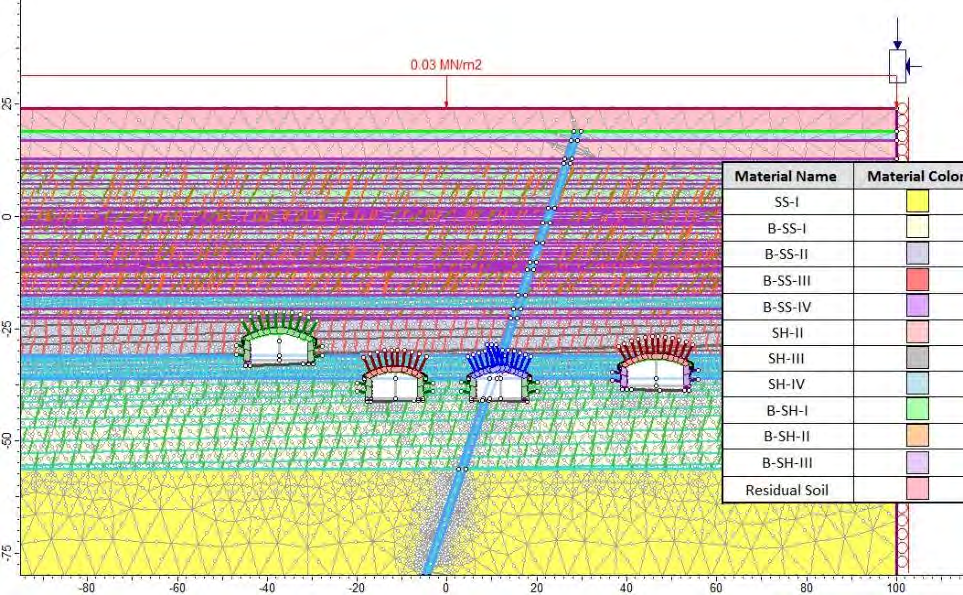 0.03 MN/m2
25
0
-25
-50
-75
Material Name Material Color
SS-I
B-SS-I
B-SS-II
B-SS-III
B-SS-IV
SH-II
SH-III
SH-IV
B-SH-I
B-SH-II
B-SH-III
Residual Soil
-80 -60 -40 -20 0 20 40 60 80 100